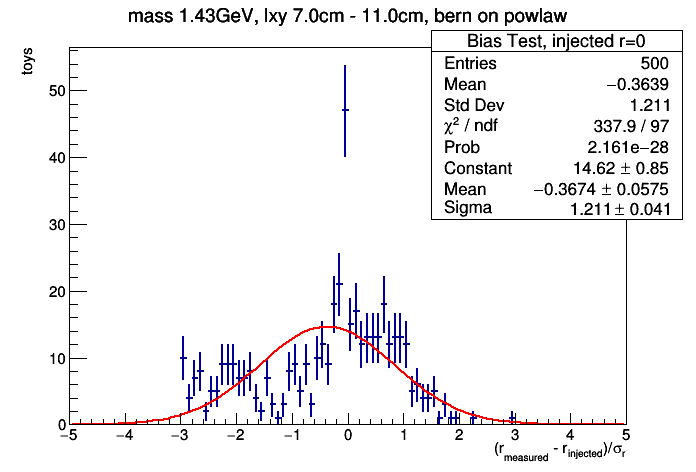 mass 1.43GeV, lxy 7.0cm - 11.0cm, bern on powlaw
Bias Test, injected r=0
Entries 500
Mean −0.3639
Std Dev 1.211
χ² / ndf 337.9 / 97
Prob 2.161e−28
Constant 14.62 ± 0.85
Mean −0.3674 ± 0.0575
Sigma 1.211 ± 0.041
toys
50
40
30
20
10
0
−5 −4 −3 −2 −1 0 1 2 3 4 5
(r_measured - r_injected)/σ_r